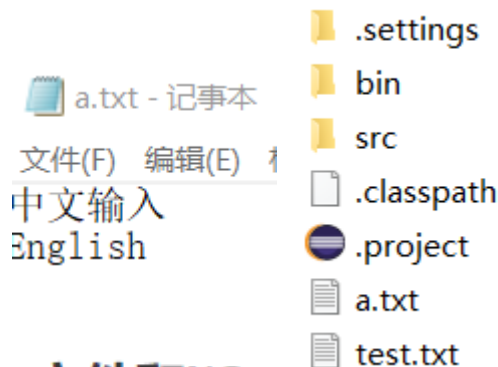 a.txt - 记事本
文件(F) 编辑(E)
中文输入
English
.settings
bin
src
.classpath
.project
a.txt
test.txt